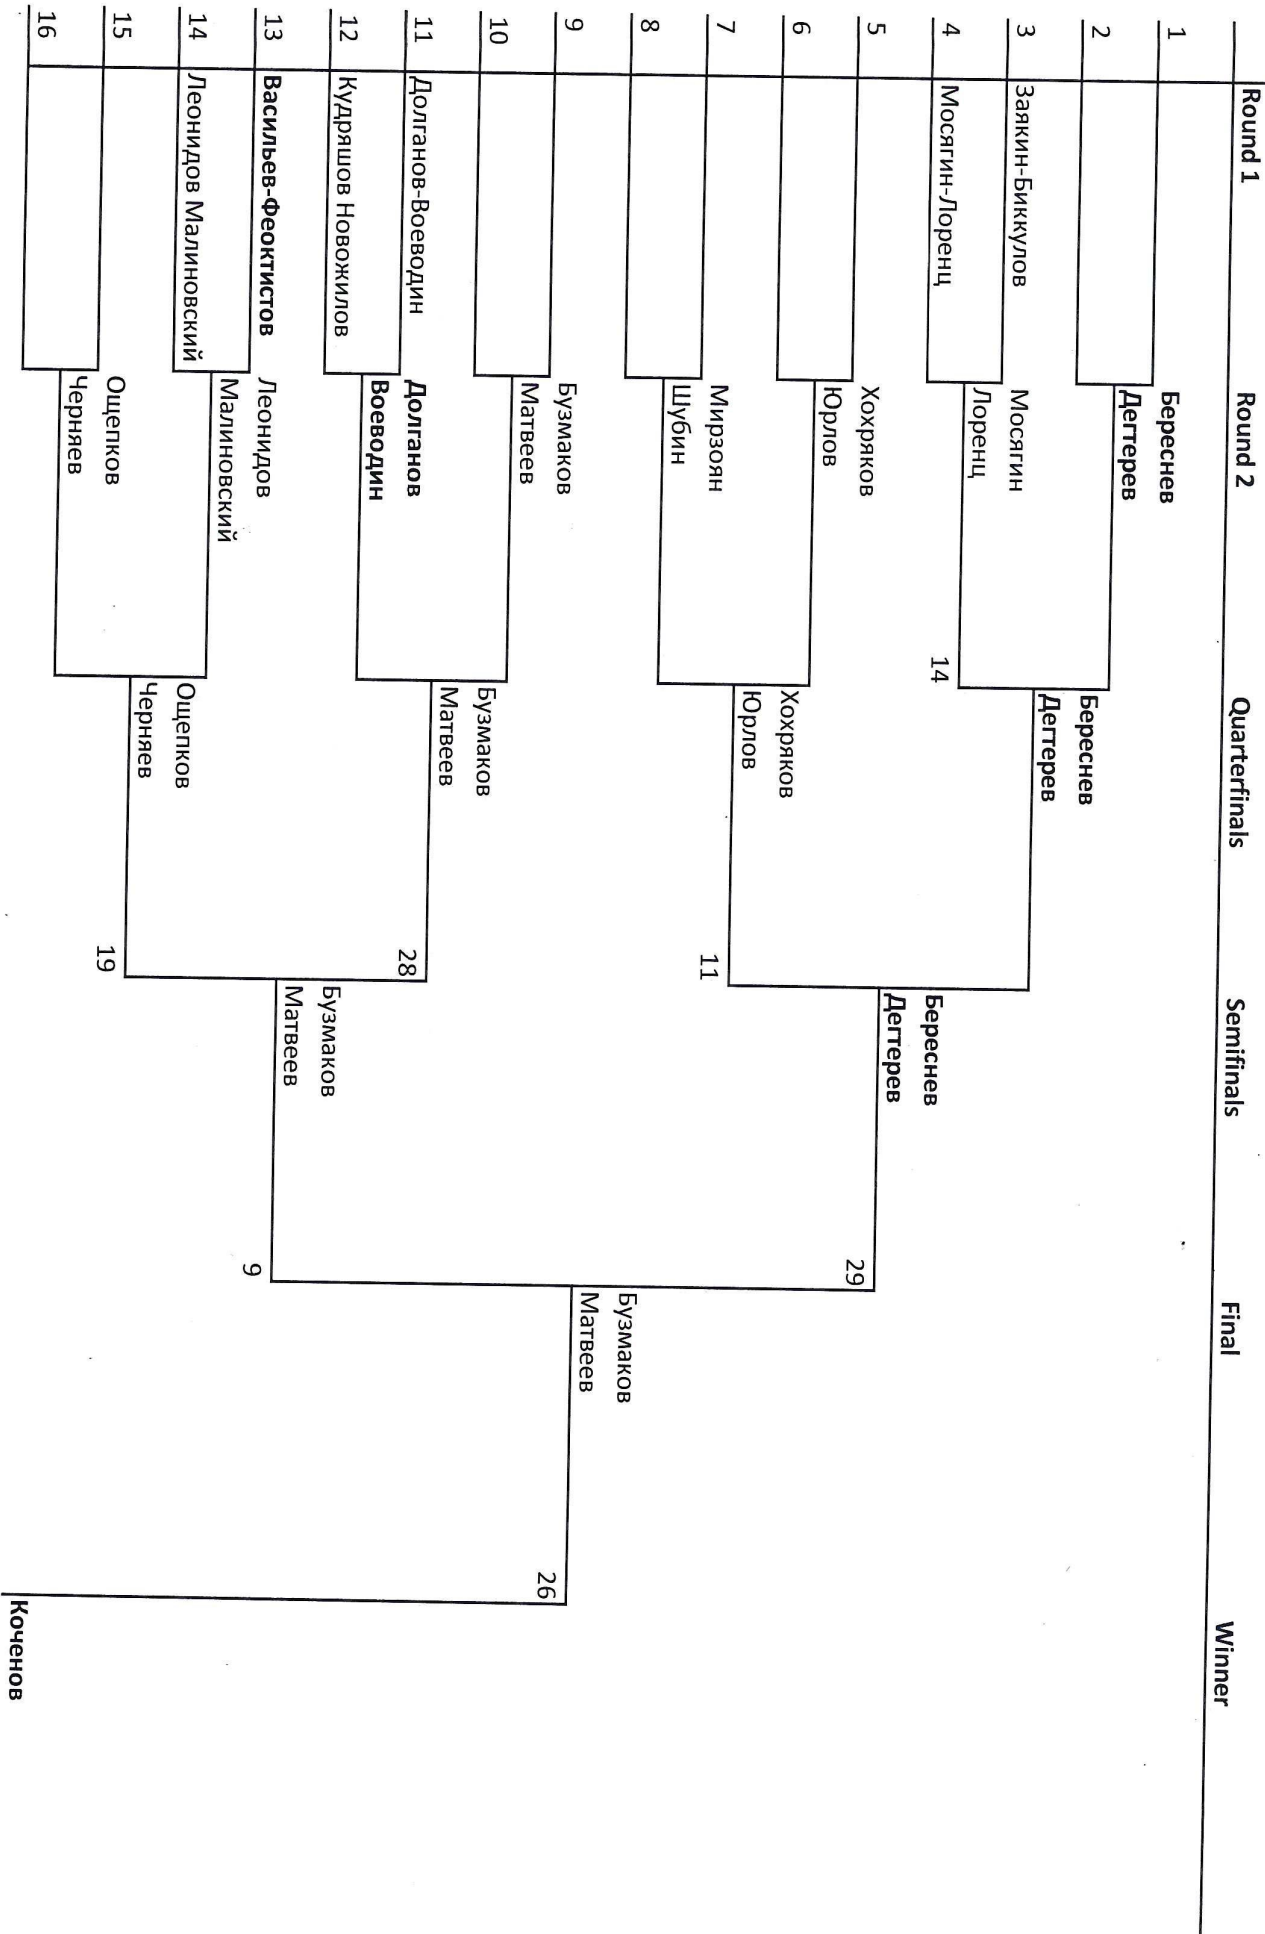 Round 1
Round 2
Quarterfinals
Semifinals
Final
Winner
1
Береснев
Дегтерев
2
Береснев
Дегтерев
3
Заякин-Биккулов
Мосягин
Лоренц
4
Мосягин-Лоренц
14
Береснев
Дегтерев
5
Хохряков
Юрлов
29
6
Хохряков
Юрлов
7
Мирзоян
Шубин
11
8
Бузмаков
Матвеев
9
Бузмаков
Матвеев
26
10
Бузмаков
Матвеев
11
Долганов-Воеводин
Долганов
Воеводин
28
12
Кудряшов Новожилов
Бузмаков
Матвеев
13
Васильев-Феоктистов
Леонидов
Малиновский
9
14
Леонидов Малиновский
Ощепков
Черняев
15
Ощепков
Черняев
19
16
Коченов